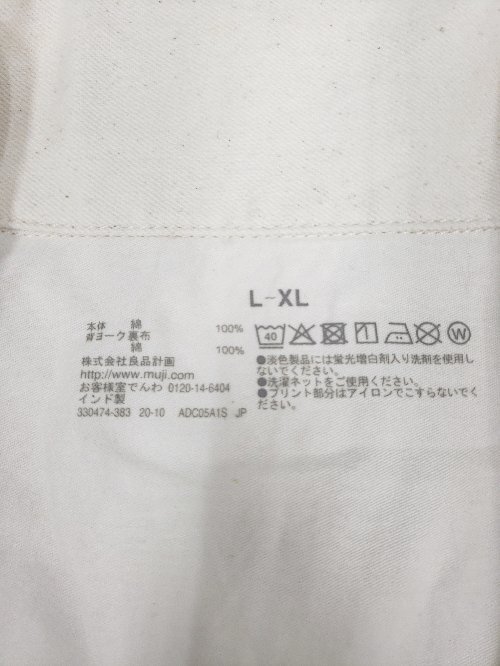 L~XL
本体 綿 100%
背ヨーク裏布
綿 100%
株式会社良品計画
http://www.muji.com
お客様室でんわ 0120-14-6404
インド製
330474-383 20-10 ADC05A1S JP
40 W
●淡色製品には蛍光増白剤入り洗剤を使用し
ないでください。
●洗濯ネットをご使用ください。
●プリント部分はアイロンでこすらないでく
ださい。